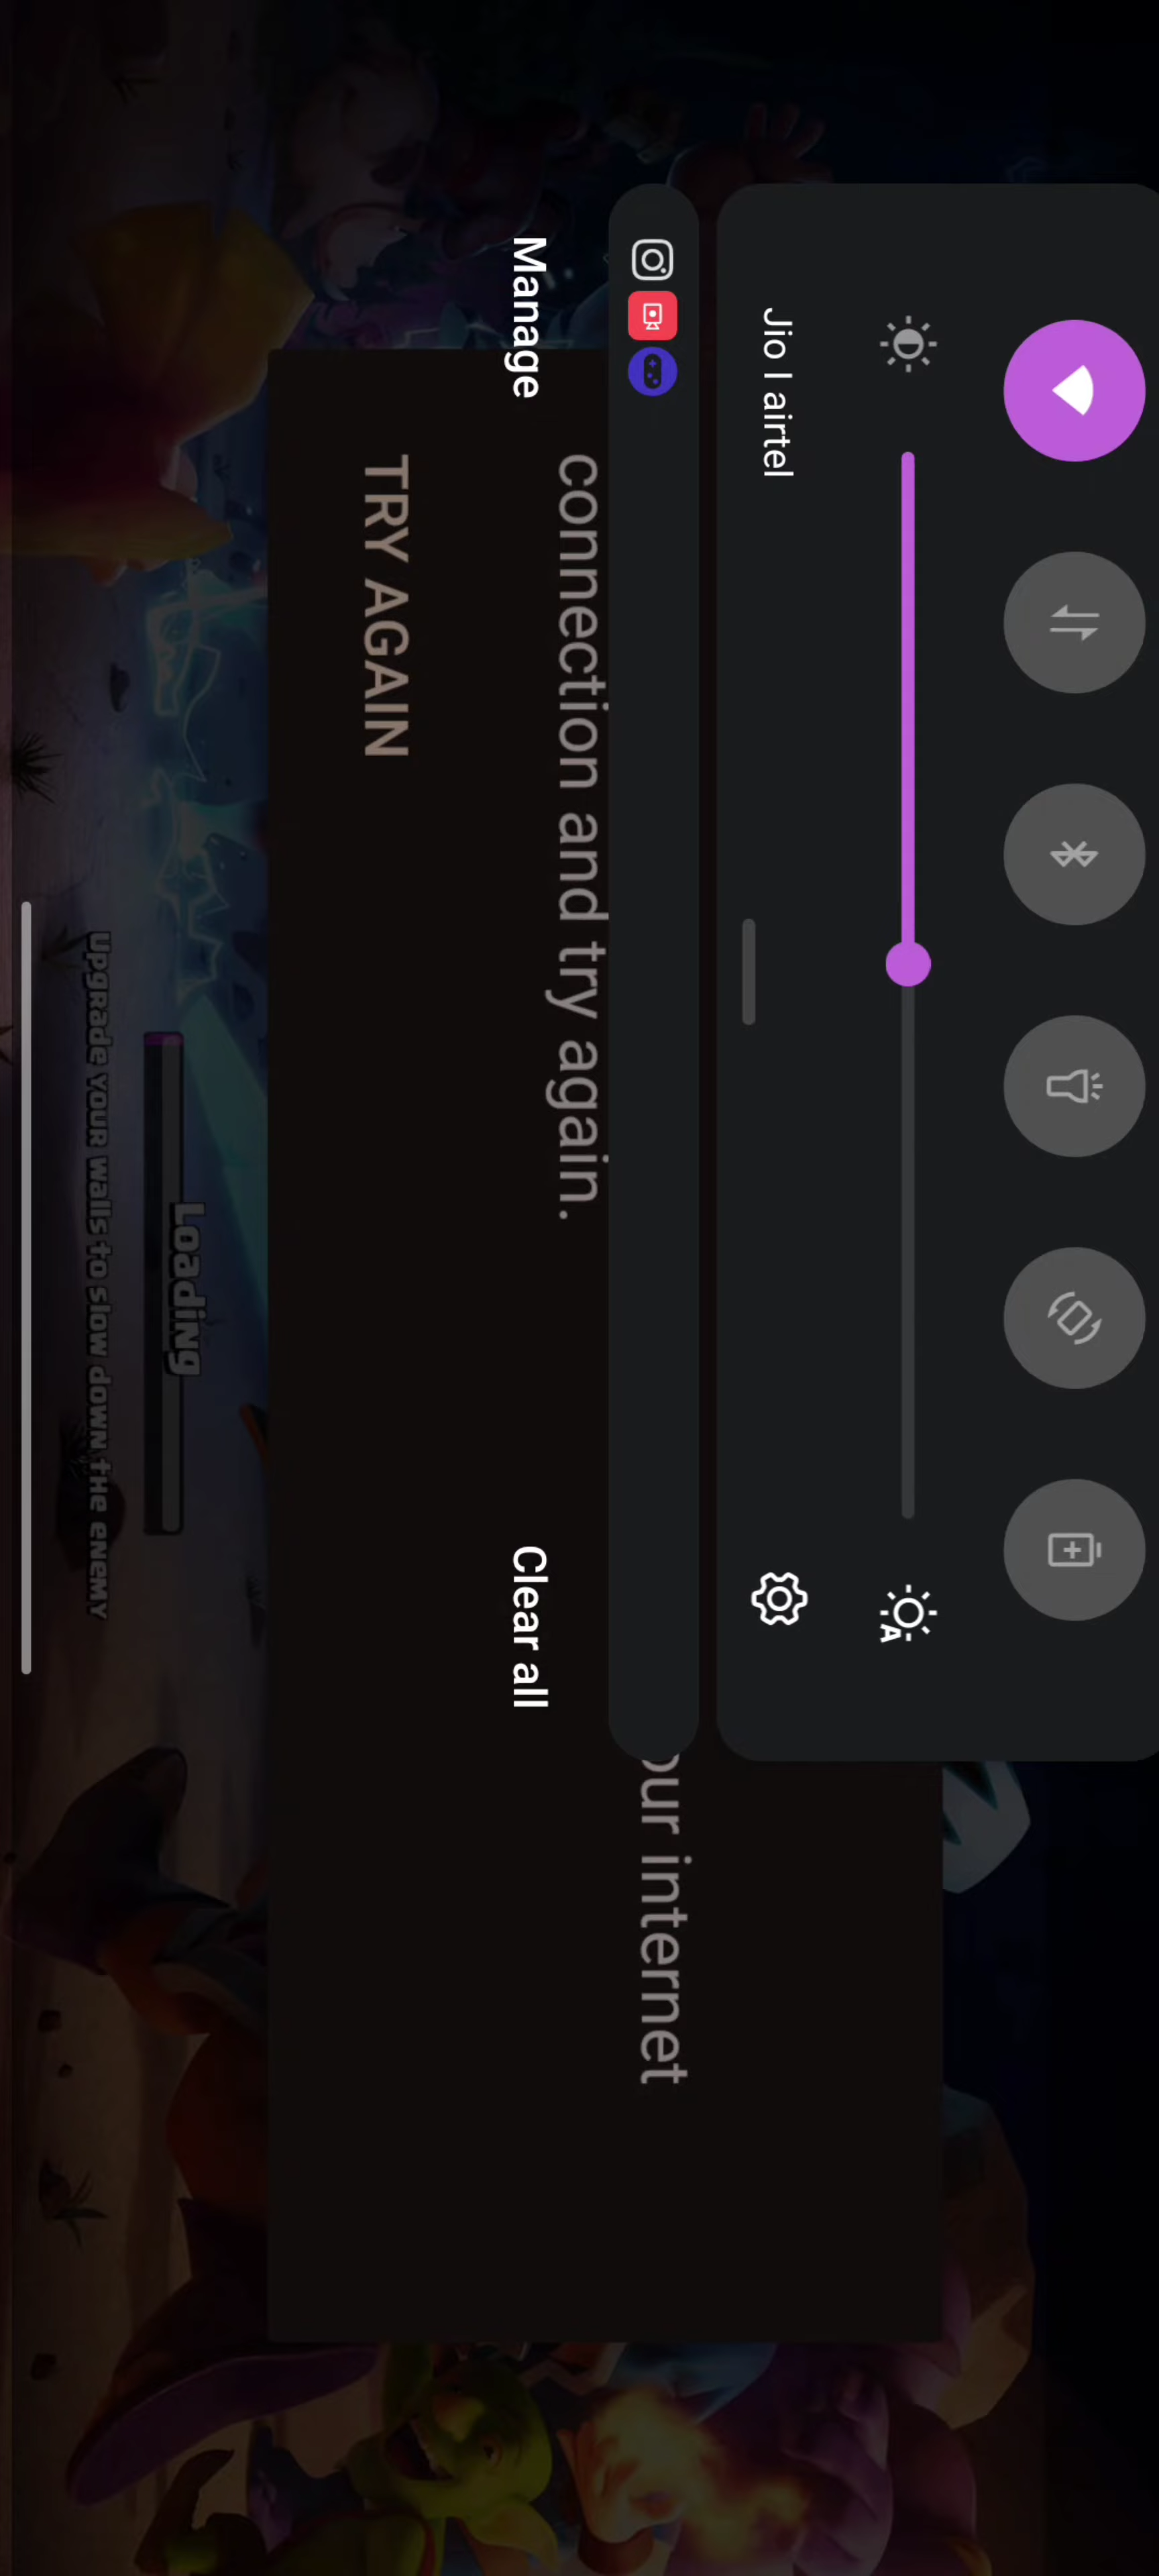 Jio | airtel
our internet
connection and try again.
Manage
Clear all
TRY AGAIN
Loading
Upgrade your walls to slow down the enemy